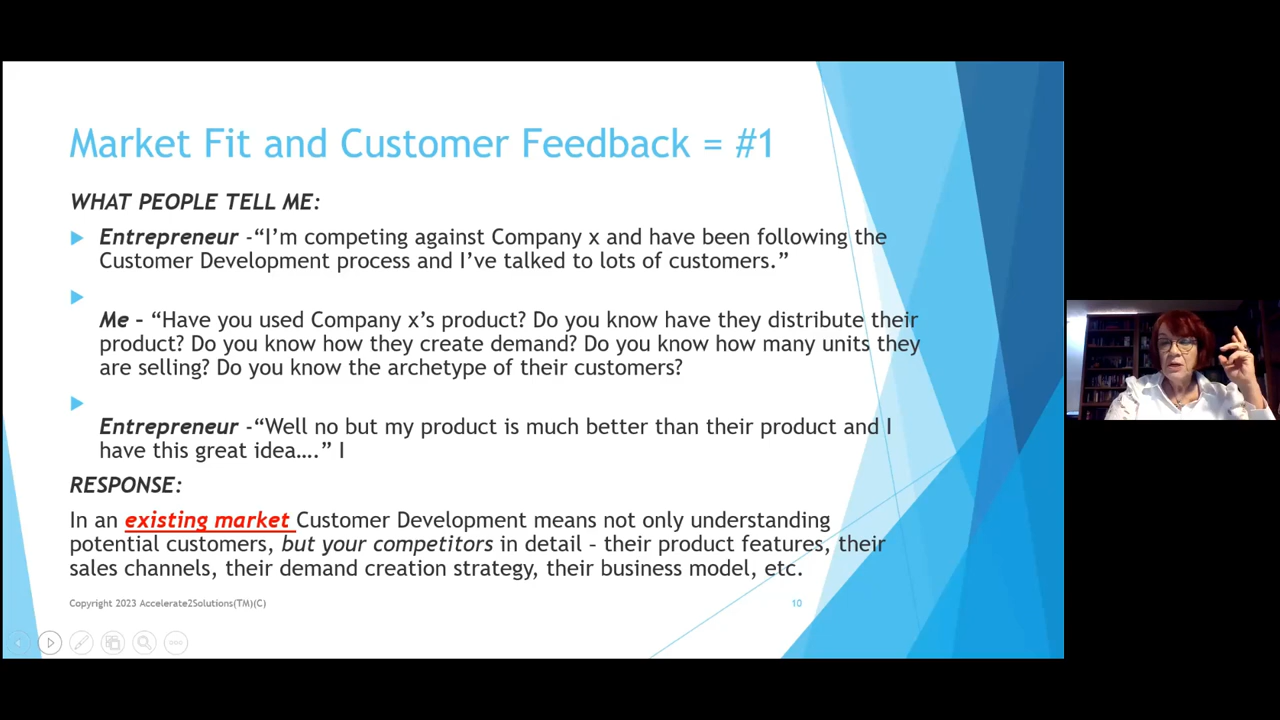 Market Fit and Customer Feedback = #1
WHAT PEOPLE TELL ME:
Entrepreneur -“I’m competing against Company x and have been following the
Customer Development process and I’ve talked to lots of customers.”
Me – “Have you used Company x’s product? Do you know have they distribute their
product? Do you know how they create demand? Do you know how many units they
are selling? Do you know the archetype of their customers?
Entrepreneur -“Well no but my product is much better than their product and I
have this great idea….” I
RESPONSE:
In an existing market Customer Development means not only understanding
potential customers, but your competitors in detail – their product features, their
sales channels, their demand creation strategy, their business model, etc.
Copyright 2023 Accelerate2Solutions(TM)(C)
10